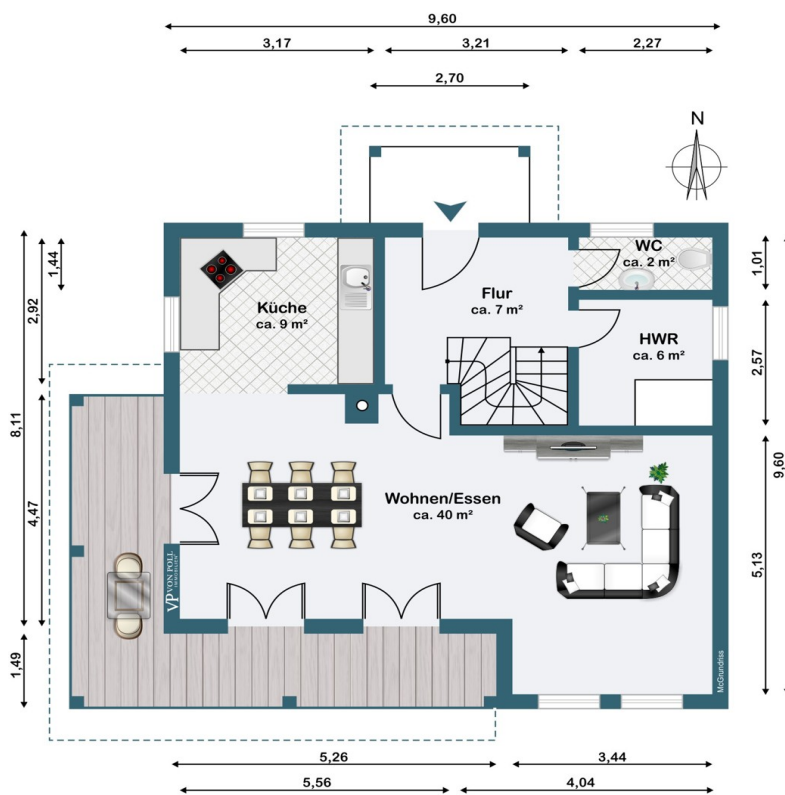 9,60
3,17
3,21
2,27
2,70
N
1,44
2,92
8,11
4,47
1,49
WC
ca. 2 m²
Küche
ca. 9 m²
Flur
ca. 7 m²
HWR
ca. 6 m²
1,01
2,57
9,60
5,13
Wohnen/Essen
ca. 40 m²
VP VON POLL
IMMOBILIEN
McGrundriss
5,26
3,44
5,56
4,04